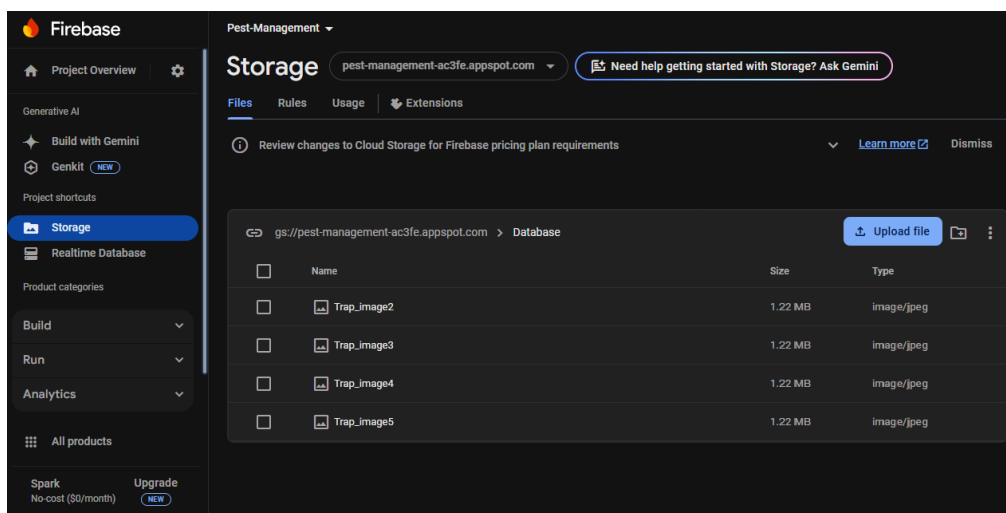 Firebase
Project Overview
Generative AI
Build with Gemini
Genkit NEW
Project shortcuts
Storage
Realtime Database
Product categories
Build
Run
Analytics
All products
Spark
No-cost ($0/month)
Upgrade
NEW
Pest-Management
Storage pest-management-ac3fe.appspot.com Need help getting started with Storage? Ask Gemini
Files Rules Usage Extensions
Review changes to Cloud Storage for Firebase pricing plan requirements Learn more Dismiss
gs://pest-management-ac3fe.appspot.com > Database Upload file
Name Size Type
Trap_image2 1.22 MB image/jpeg
Trap_image3 1.22 MB image/jpeg
Trap_image4 1.22 MB image/jpeg
Trap_image5 1.22 MB image/jpeg